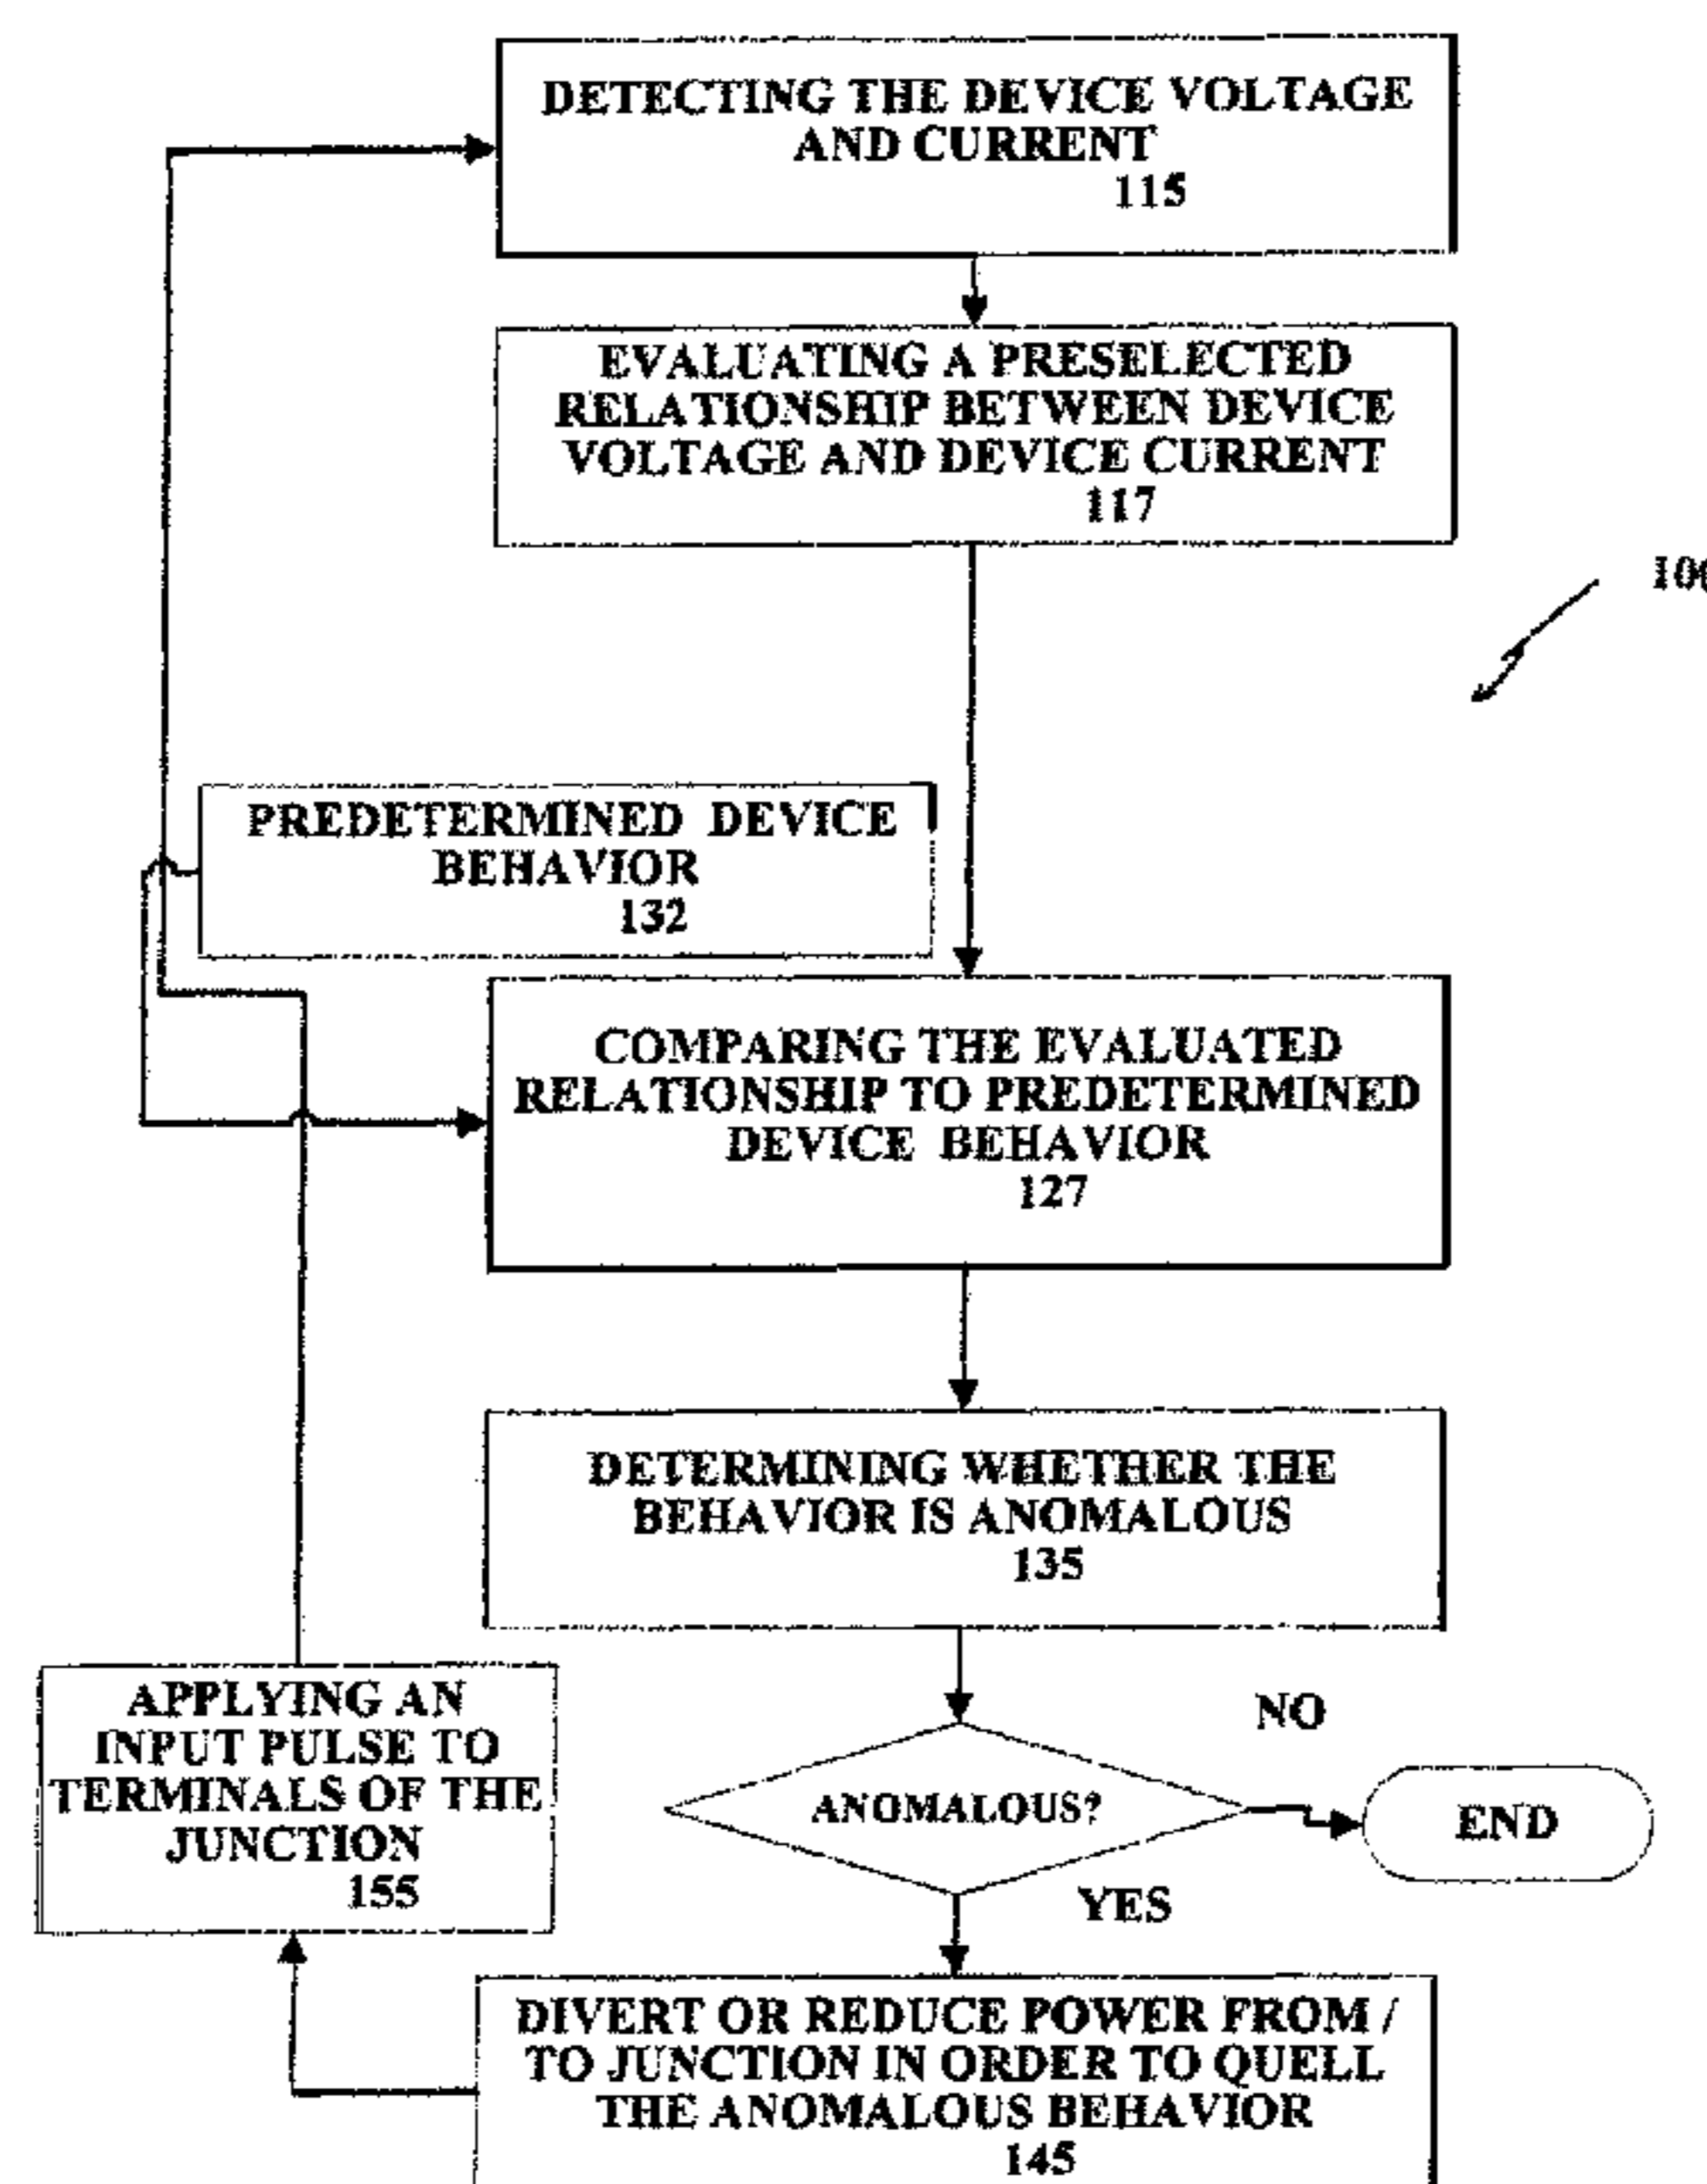 DETECTING THE DEVICE VOLTAGE
AND CURRENT
115
EVALUATING A PRESELECTED
RELATIONSHIP BETWEEN DEVICE
VOLTAGE AND DEVICE CURRENT
117
PREDETERMINED DEVICE
BEHAVIOR
132
COMPARING THE EVALUATED
RELATIONSHIP TO PREDETERMINED
DEVICE BEHAVIOR
127
DETERMINING WHETHER THE
BEHAVIOR IS ANOMALOUS
135
APPLYING AN
INPUT PULSE TO
TERMINALS OF THE
JUNCTION
155
NO
ANOMALOUS?
END
YES
DIVERT OR REDUCE POWER FROM /
TO JUNCTION IN ORDER TO QUELL
THE ANOMALOUS BEHAVIOR
145